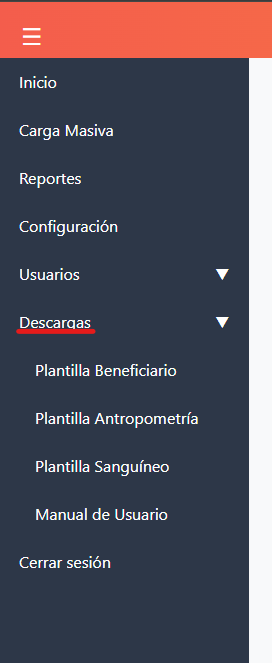 Inicio
Carga Masiva
Reportes
Configuración
Usuarios
Descargas
Plantilla Beneficiario
Plantilla Antropometría
Plantilla Sanguíneo
Manual de Usuario
Cerrar sesión